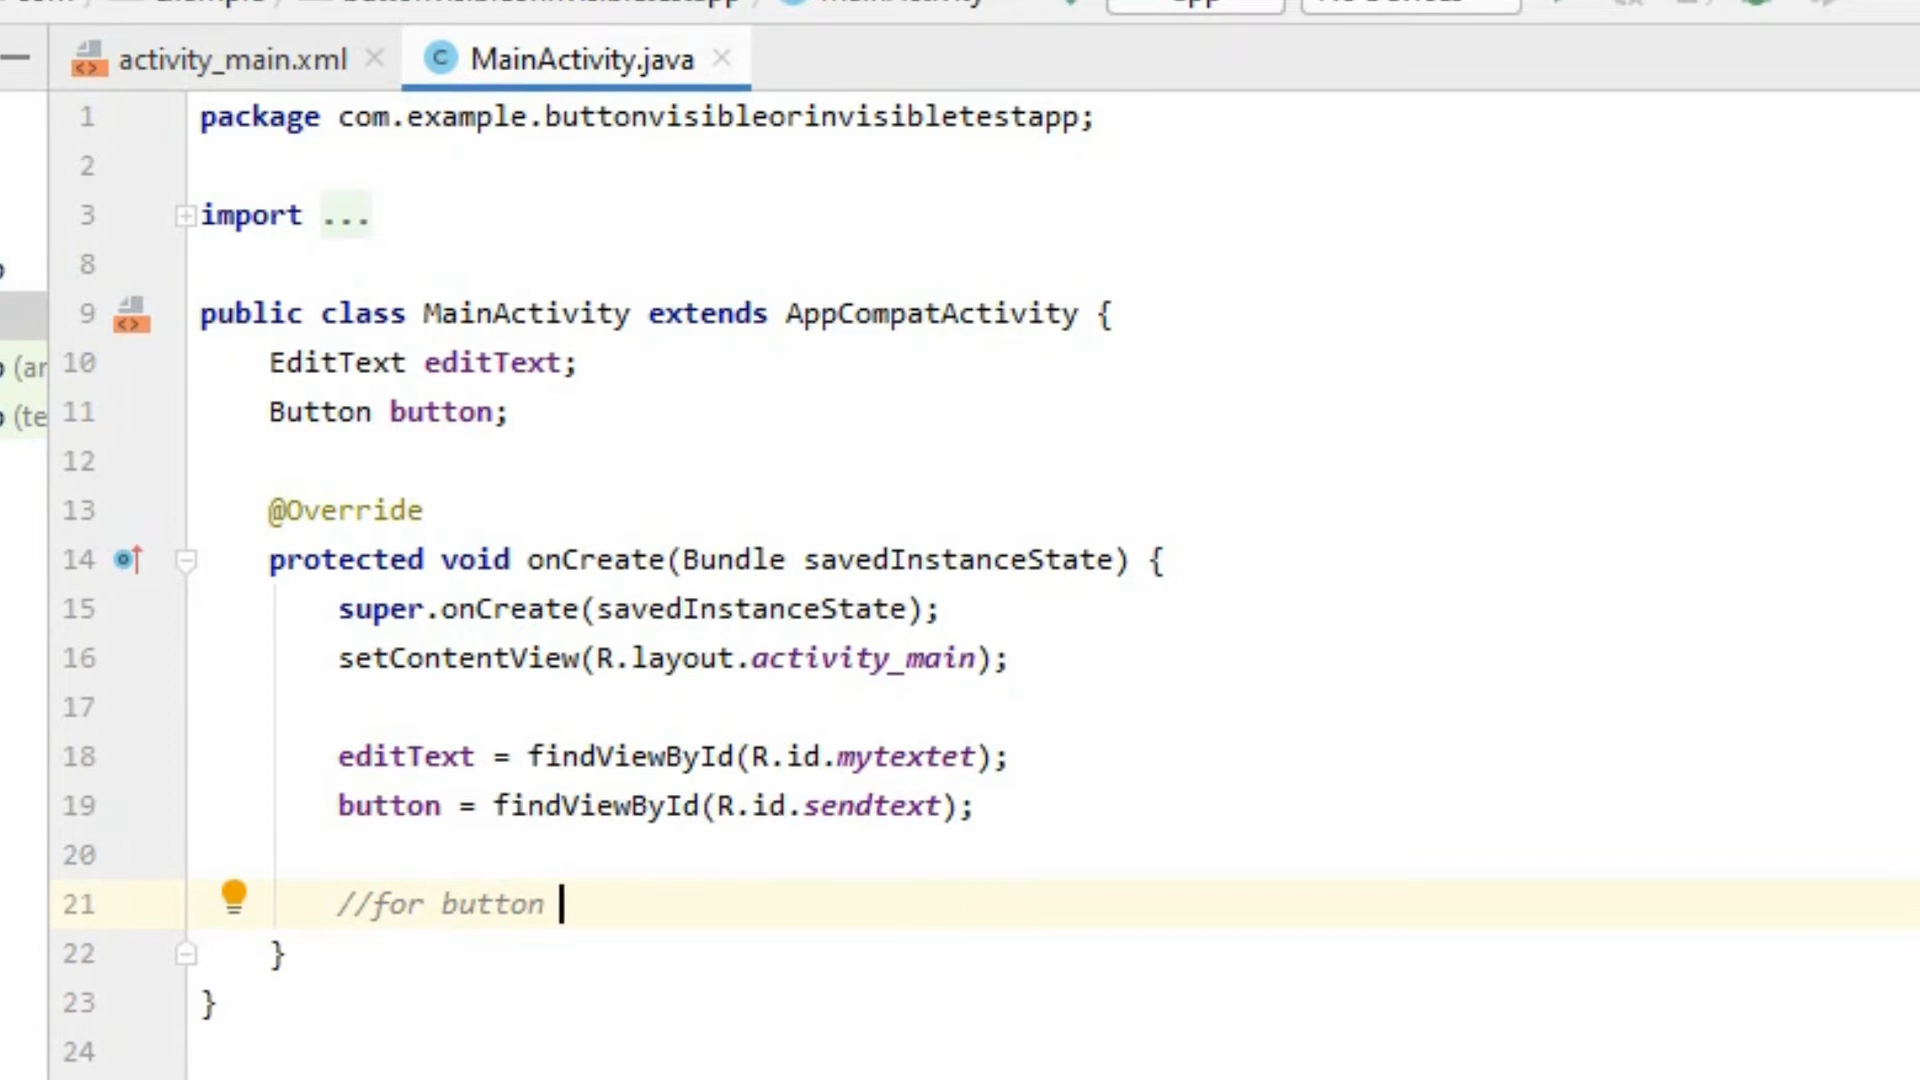 activity_main.xml MainActivity.java
1 package com.example.buttonvisibleorinvisibletestapp;
2
3 import ...
8
9 public class MainActivity extends AppCompatActivity {
(ar 10 EditText editText;
(te 11 Button button;
12
13 @Override
14 protected void onCreate(Bundle savedInstanceState) {
15 super.onCreate(savedInstanceState);
16 setContentView(R.layout.activity_main);
17
18 editText = findViewById(R.id.mytextet);
19 button = findViewById(R.id.sendtext);
20
21 //for button
22 }
23 }
24